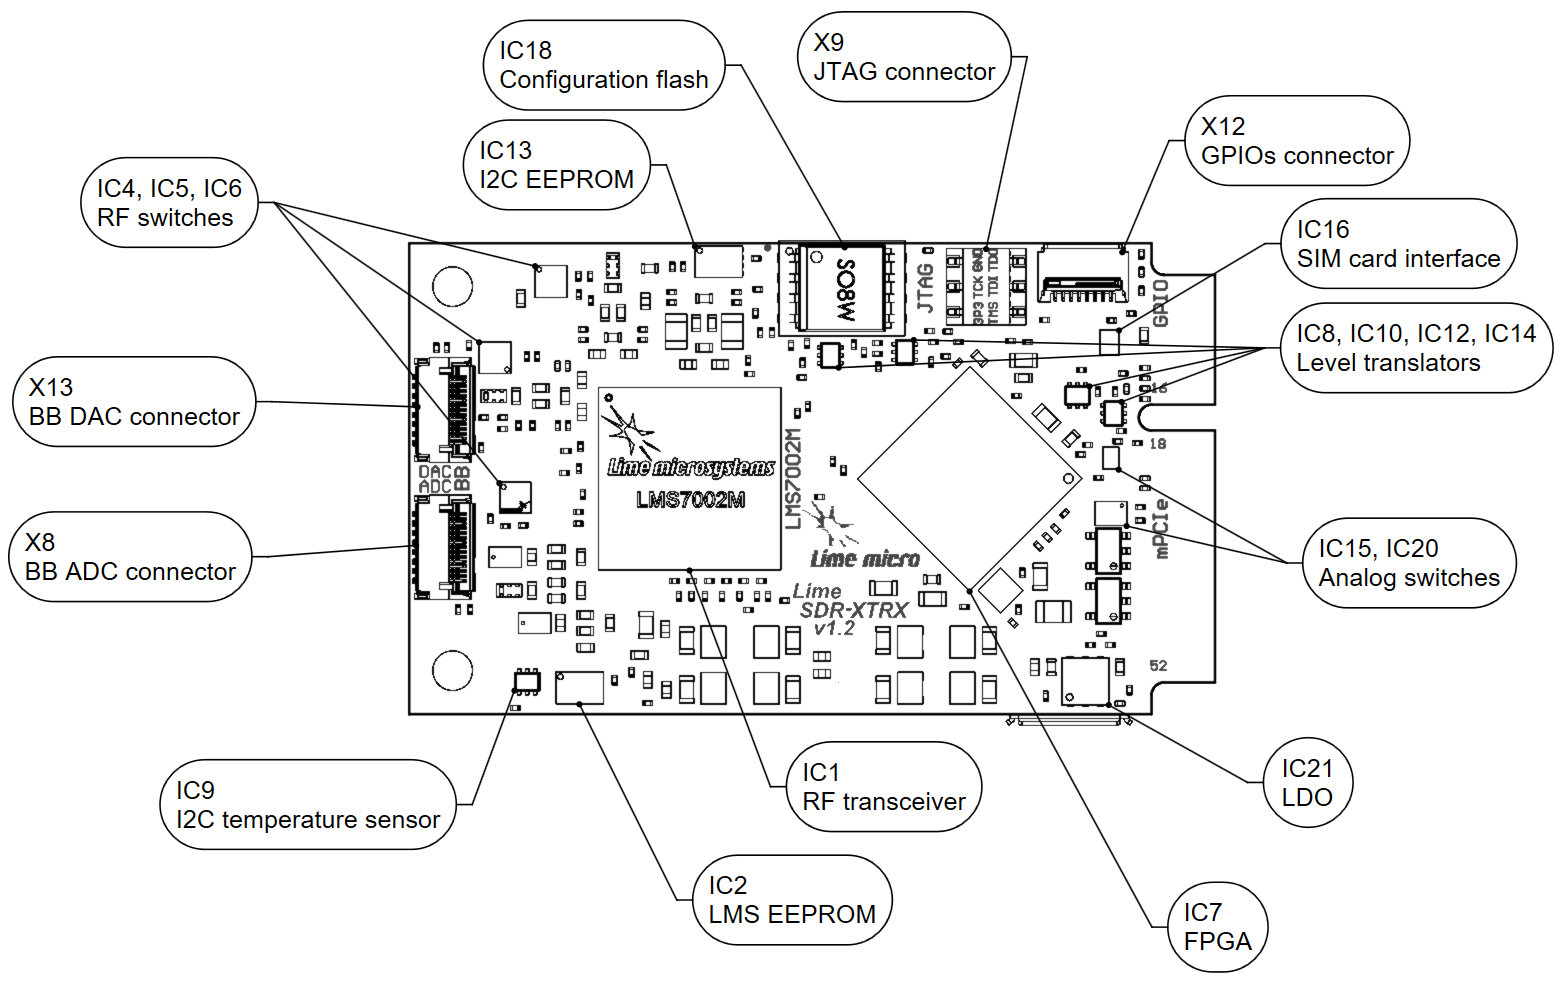 IC18
Configuration flash
X9
JTAG connector
X12
GPIOs connector
IC13
I2C EEPROM
IC4, IC5, IC6
RF switches
IC16
SIM card interface
IC8, IC10, IC12, IC14
Level translators
X13
BB DAC connector
X8
BB ADC connector
IC15, IC20
Analog switches
IC21
LDO
IC9
I2C temperature sensor
IC1
RF transceiver
IC2
LMS EEPROM
IC7
FPGA
SO8W
JTAG
GP3 TCK GND
TMS TDI TDO
GPIO
16
18
mPCIe
52
DAC
ADC
BB
Lime microsystems
LMS7002M
LMS7002M
Lime micro
Lime
SDR-XTRX
v1.2